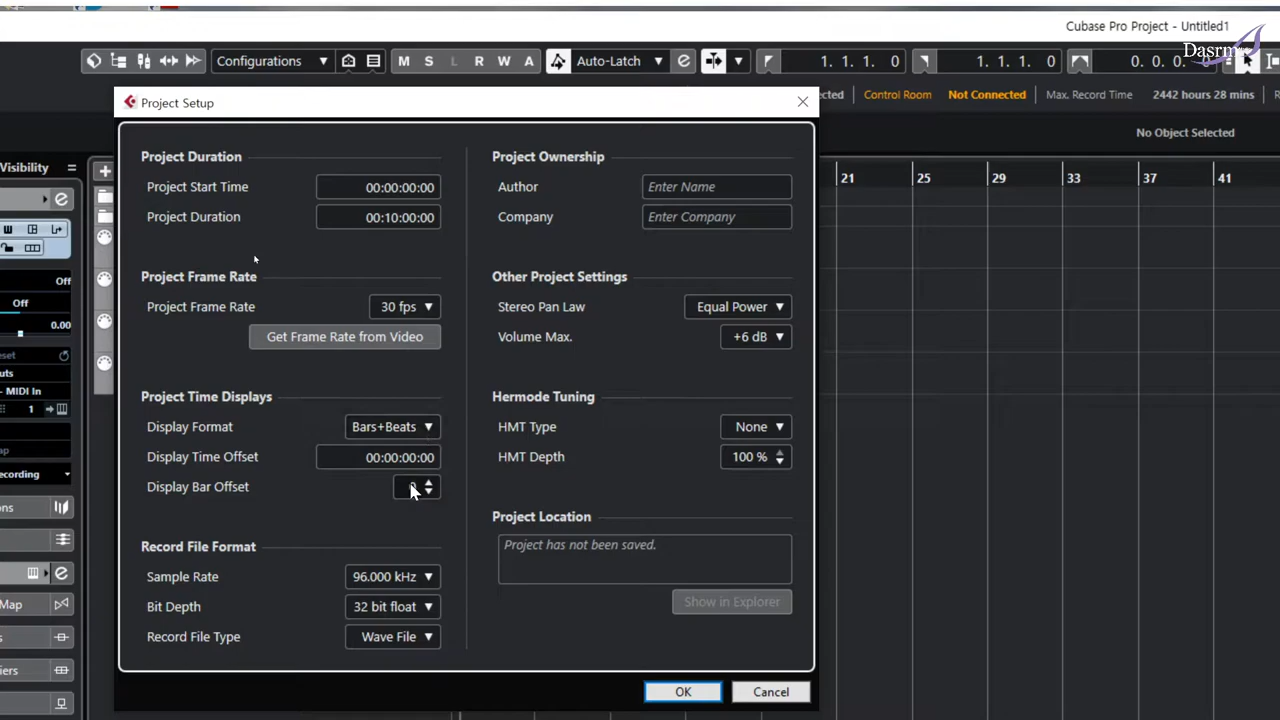 Cubase Pro Project - Untitled1
Configurations
M S L R W A
Auto-Latch
1. 1. 1. 0
1. 1. 1. 0
0. 0. 0.
Control Room
Not Connected
Max. Record Time
2442 hours 28 mins
No Object Selected
Project Setup
Visibility
21 25 29 33 37 41
Project Duration
Project Start Time 00:00:00:00
Project Duration 00:10:00:00
Project Frame Rate
Project Frame Rate 30 fps
Get Frame Rate from Video
Project Time Displays
Display Format Bars+Beats
Display Time Offset 00:00:00:00
Display Bar Offset
Record File Format
Sample Rate 96.000 kHz
Bit Depth 32 bit float
Record File Type Wave File
Project Ownership
Author Enter Name
Company Enter Company
Other Project Settings
Stereo Pan Law Equal Power
Volume Max. +6 dB
Hermode Tuning
HMT Type None
HMT Depth 100 %
Project Location
Project has not been saved.
Show in Explorer
OK
Cancel
Off
Off
0.00
- MIDI In
1
Map